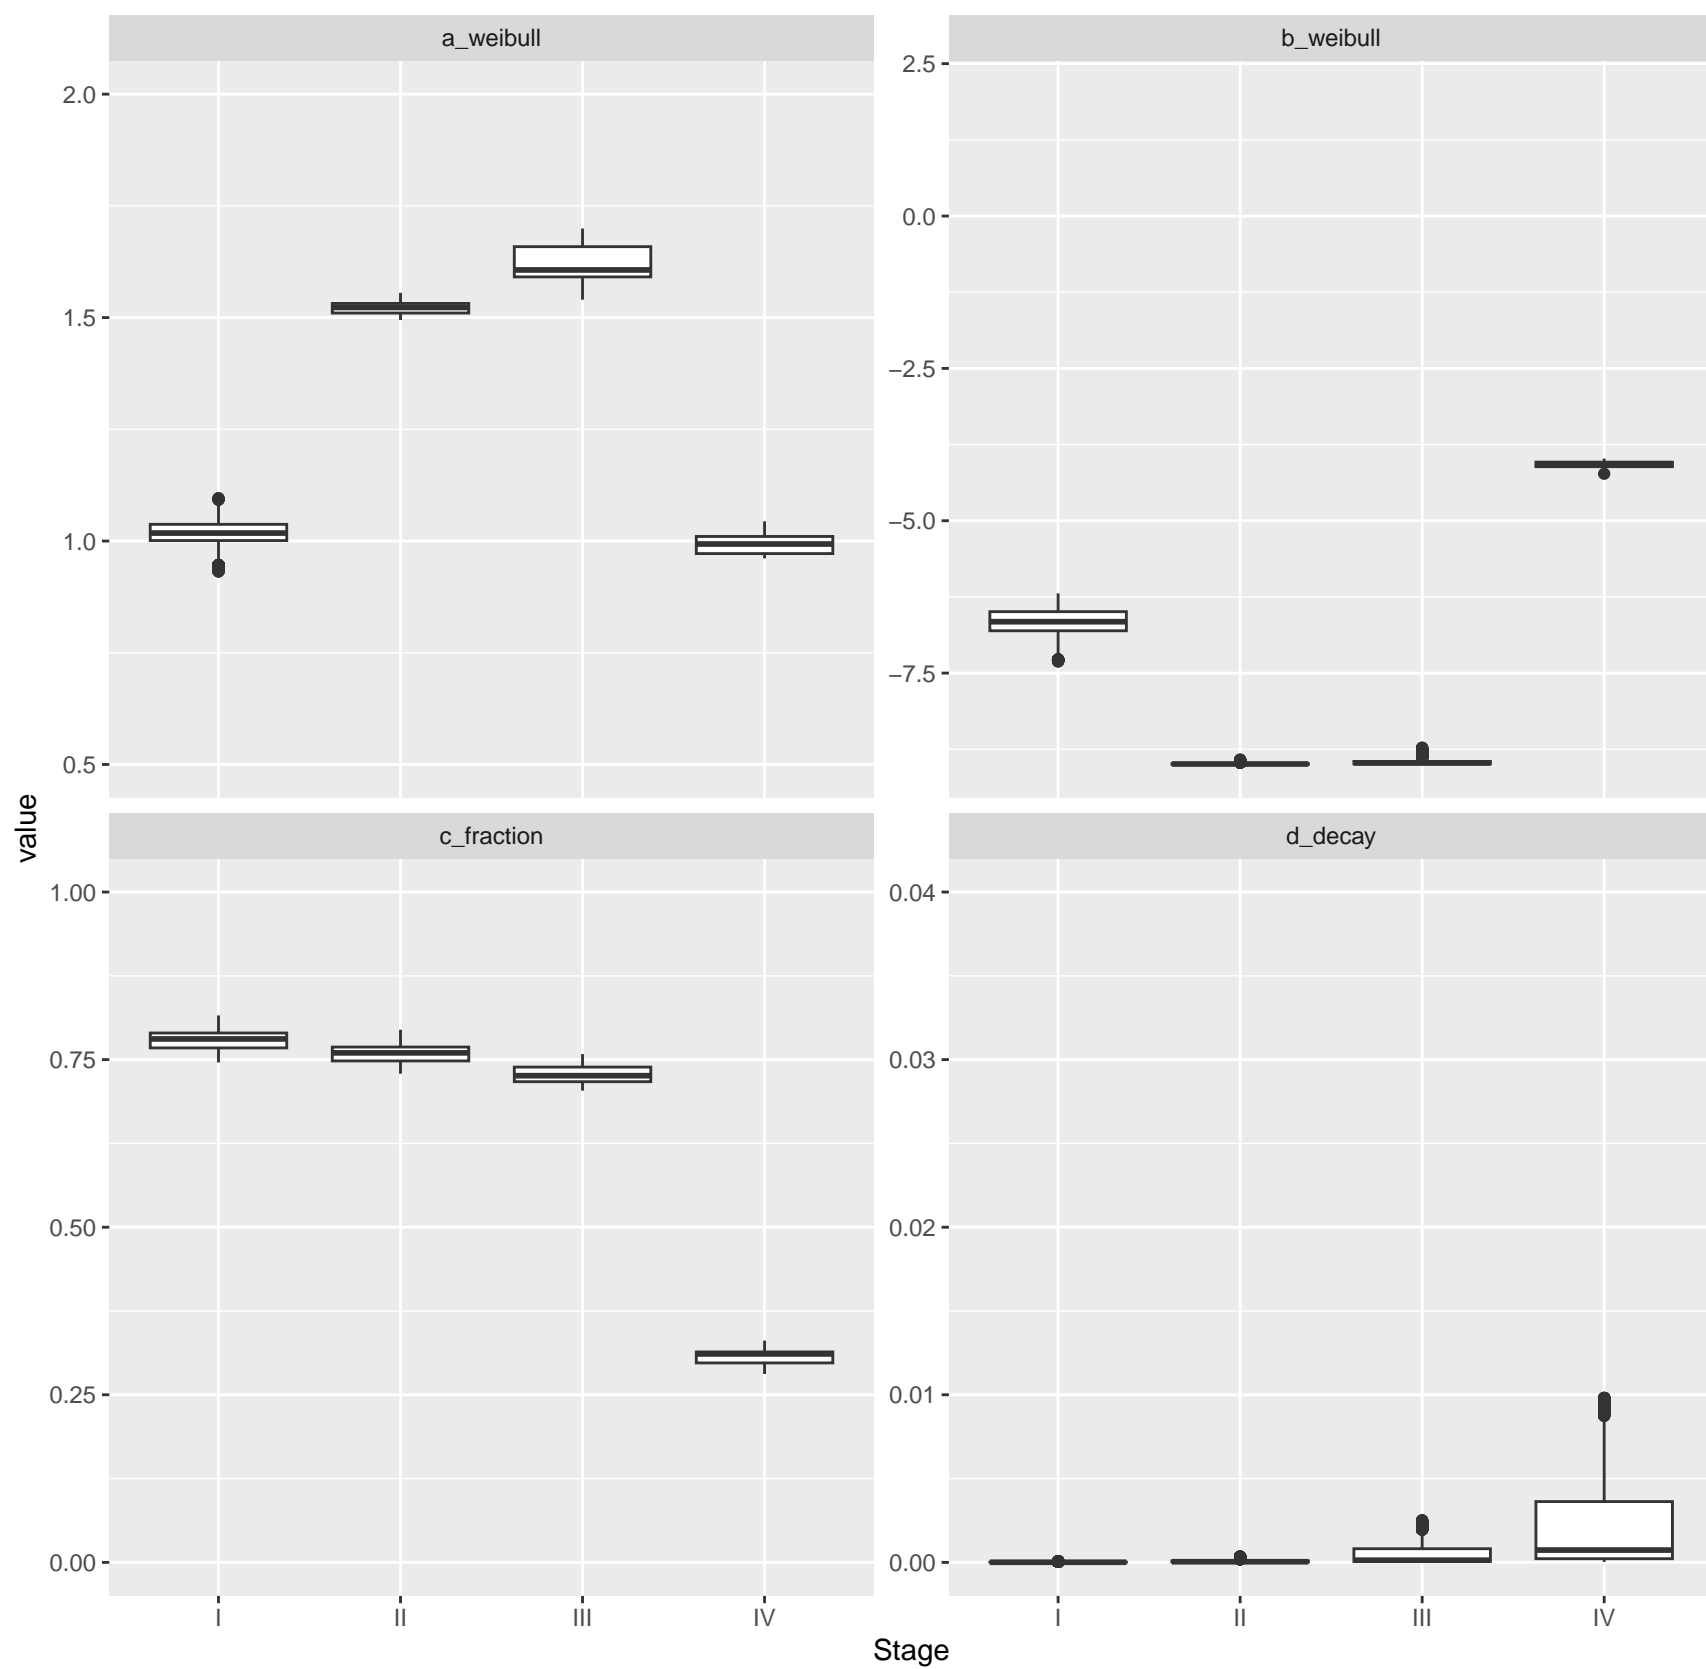 a_weibull
b_weibull
2.0
1.5
1.0
0.5
2.5
0.0
−2.5
−5.0
−7.5
value
c_fraction
d_decay
1.00
0.75
0.50
0.25
0.00
0.04
0.03
0.02
0.01
0.00
I II III IV
I II III IV
Stage